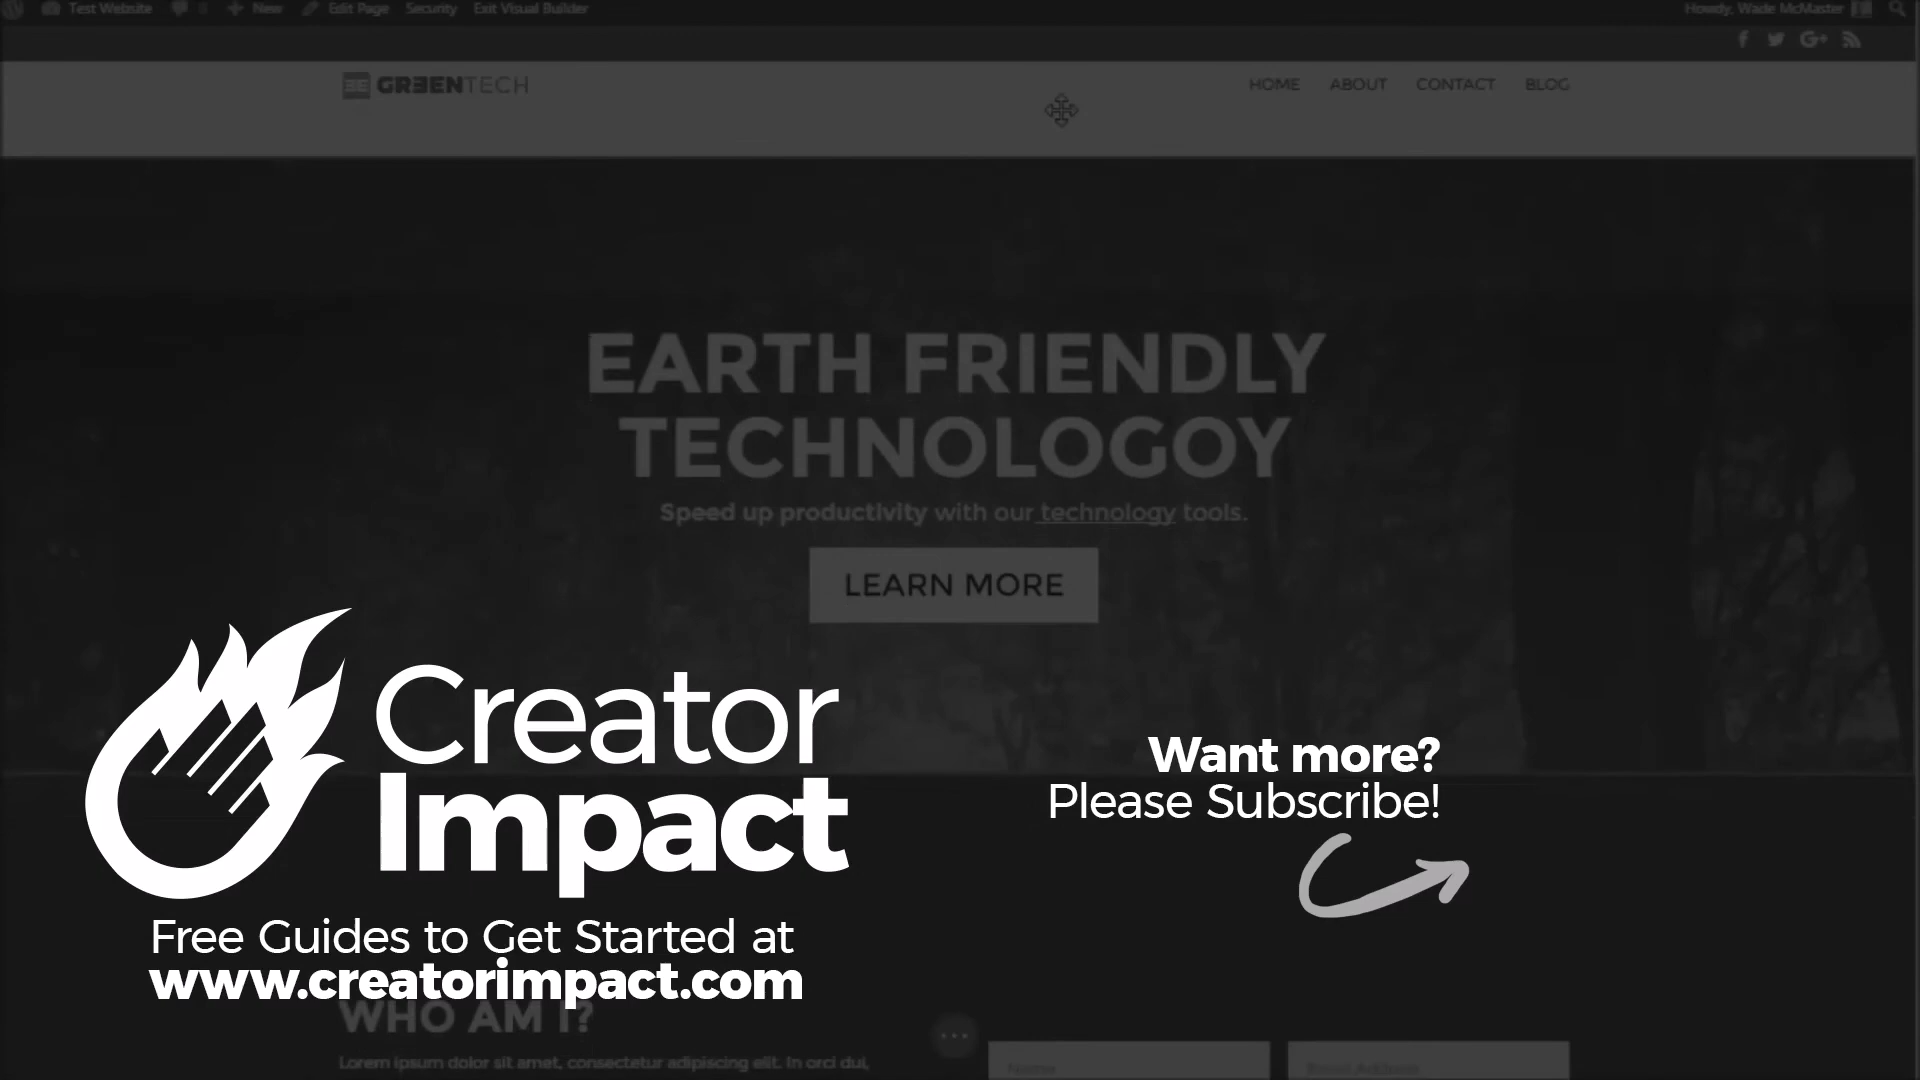 Test Website
New
Edit Page
Security
Exit Visual Builder
Howdy, Wade McMaster
GREENTECH
HOME
ABOUT
CONTACT
BLOG
EARTH FRIENDLY
TECHNOLOGOY
Speed up productivity with our technology tools.
LEARN MORE
Creator
Impact
Free Guides to Get Started at
www.creatorimpact.com
Want more?
Please Subscribe!
WHO AM I?
Lorem ipsum dolor sit amet, consectetur adipiscing elit. In orci dui,
Name
Email Address